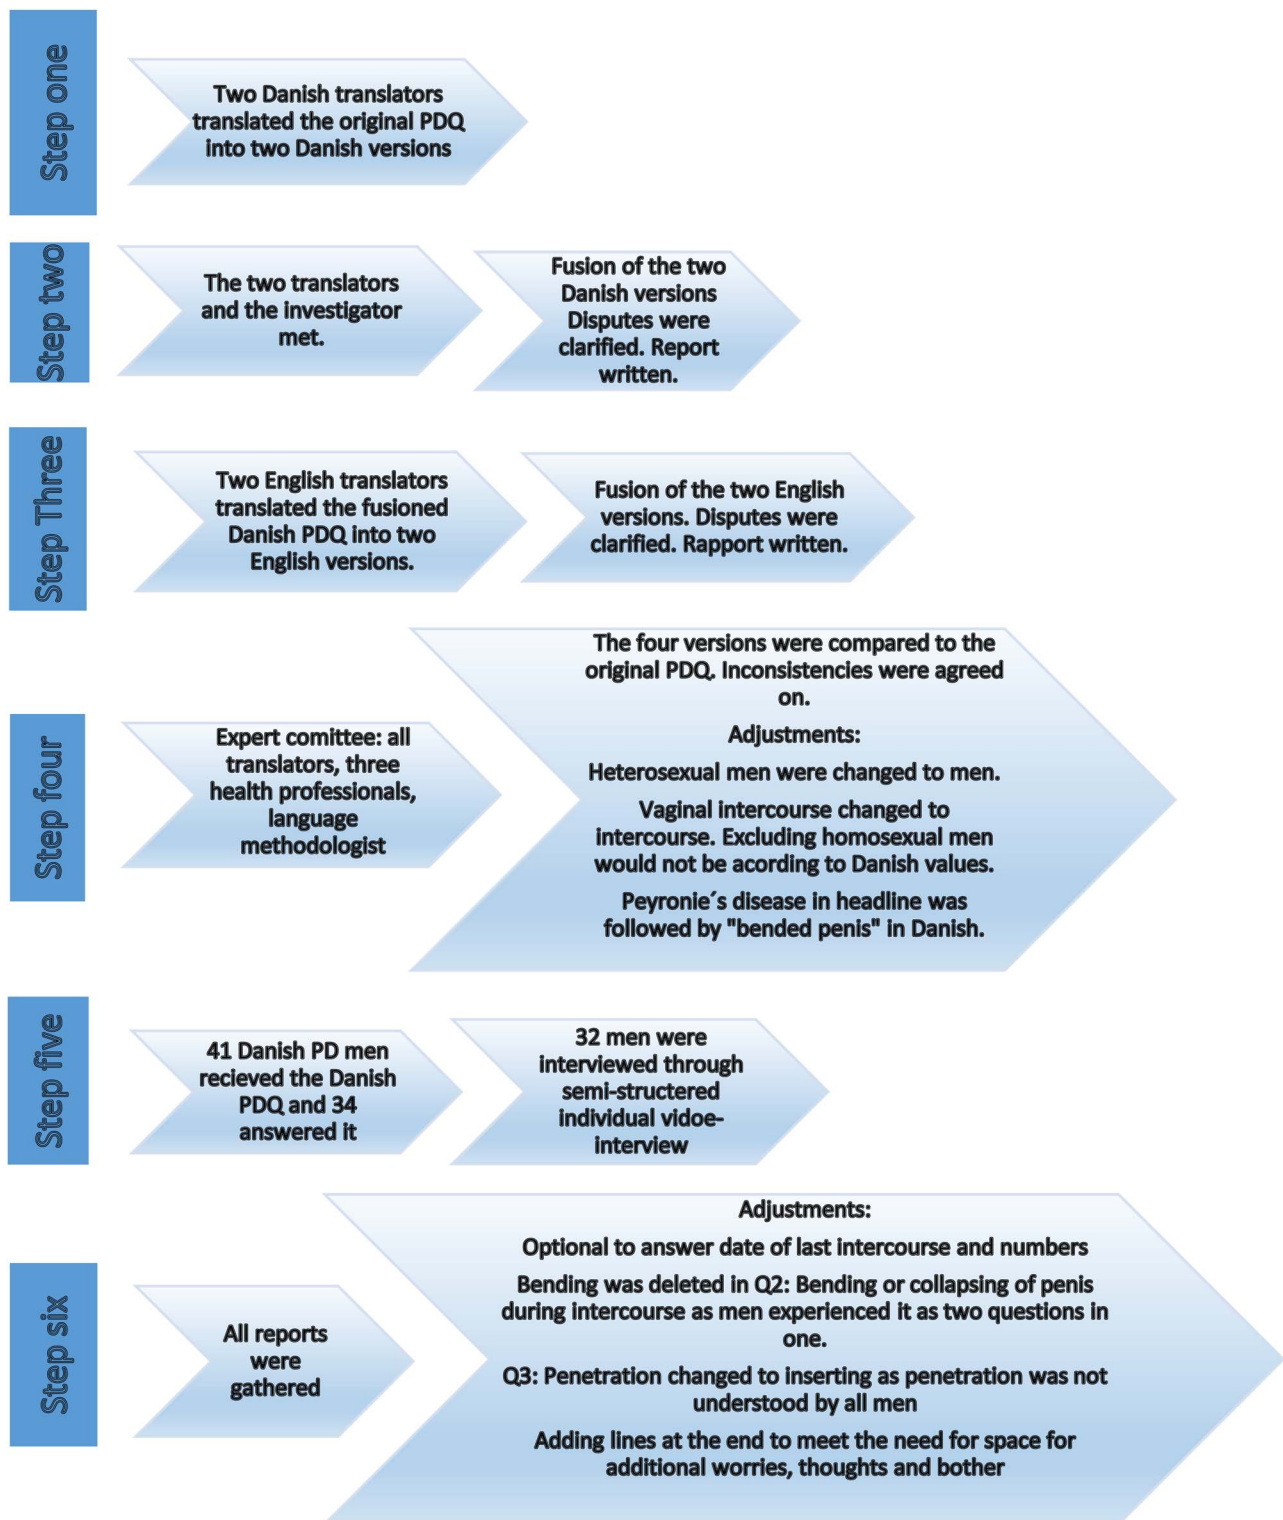 Step one
Two Danish translators
translated the original PDQ
into two Danish versions
Step two
The two translators
and the investigator
met.
Fusion of the two
Danish versions
Disputes were
clarified. Report
written.
Step Three
Two English translators
translated the fusioned
Danish PDQ into two
English versions.
Fusion of the two English
versions. Disputes were
clarified. Rapport written.
Step four
Expert comittee: all
translators, three
health professionals,
language
methodologist
The four versions were compared to the
original PDQ. Inconsistencies were agreed
on.
Adjustments:
Heterosexual men were changed to men.
Vaginal intercourse changed to
intercourse. Excluding homosexual men
would not be acording to Danish values.
Peyronie´s disease in headline was
followed by "bended penis" in Danish.
Step five
41 Danish PD men
recieved the Danish
PDQ and 34
answered it
32 men were
interviewed through
semi-structered
individual vidoe-
interview
Step six
All reports
were
gathered
Adjustments:
Optional to answer date of last intercourse and numbers
Bending was deleted in Q2: Bending or collapsing of penis
during intercourse as men experienced it as two questions in
one.
Q3: Penetration changed to inserting as penetration was not
understood by all men
Adding lines at the end to meet the need for space for
additional worries, thoughts and bother